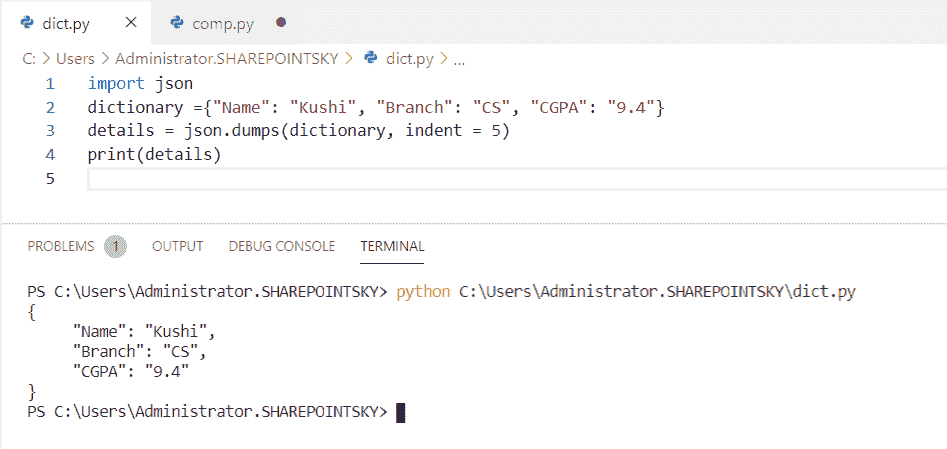 dict.py × comp.py
C: > Users > Administrator.SHAREPOINTSKY > dict.py > ...
1 import json
2 dictionary ={"Name": "Kushi", "Branch": "CS", "CGPA": "9.4"}
3 details = json.dumps(dictionary, indent = 5)
4 print(details)
5
PROBLEMS 1 OUTPUT DEBUG CONSOLE TERMINAL
PS C:\Users\Administrator.SHAREPOINTSKY> python C:\Users\Administrator.SHAREPOINTSKY\dict.py
{
     "Name": "Kushi",
     "Branch": "CS",
     "CGPA": "9.4"
}
PS C:\Users\Administrator.SHAREPOINTSKY>